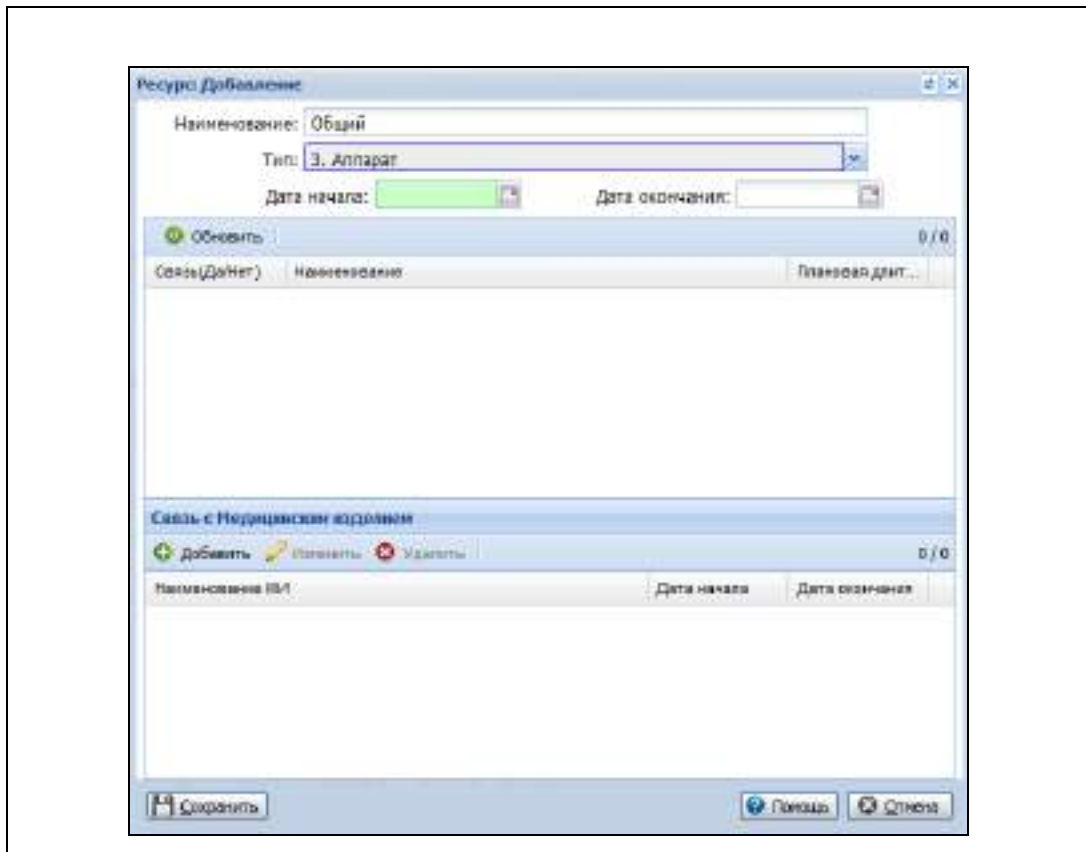 Ресурс: Добавление
Наименование: Общий
Тип: 3. Аппарат
Дата начала: Дата окончания:
Обновить 0 / 0
Связь(Да/Нет) Наименование Плановая длит...
Связь с Медицинским изделием
Добавить Изменить Удалить 0 / 0
Наименование МИ Дата начала Дата окончания
Сохранить Помощь Отмена